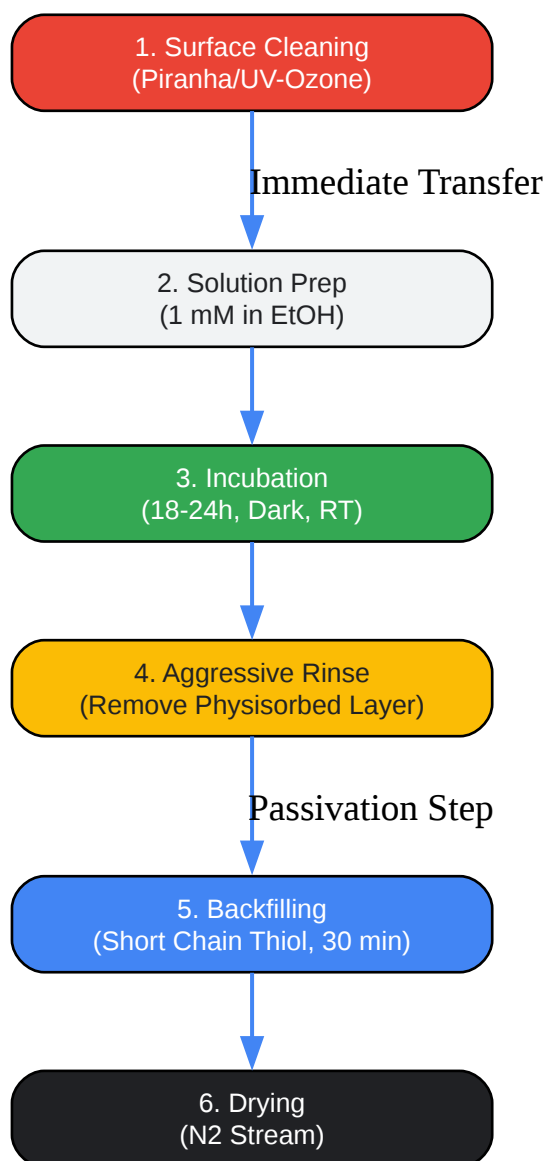 1. Surface Cleaning
(Piranha/UV-Ozone)
Immediate Transfer
2. Solution Prep
(1 mM in EtOH)
3. Incubation
(18-24h, Dark, RT)
4. Aggressive Rinse
(Remove Physisorbed Layer)
Passivation Step
5. Backfilling
(Short Chain Thiol, 30 min)
6. Drying
(N2 Stream)